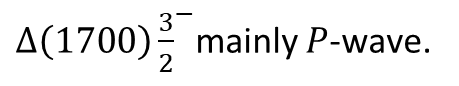 Δ(1700) 3/2⁻ mainly P-wave.